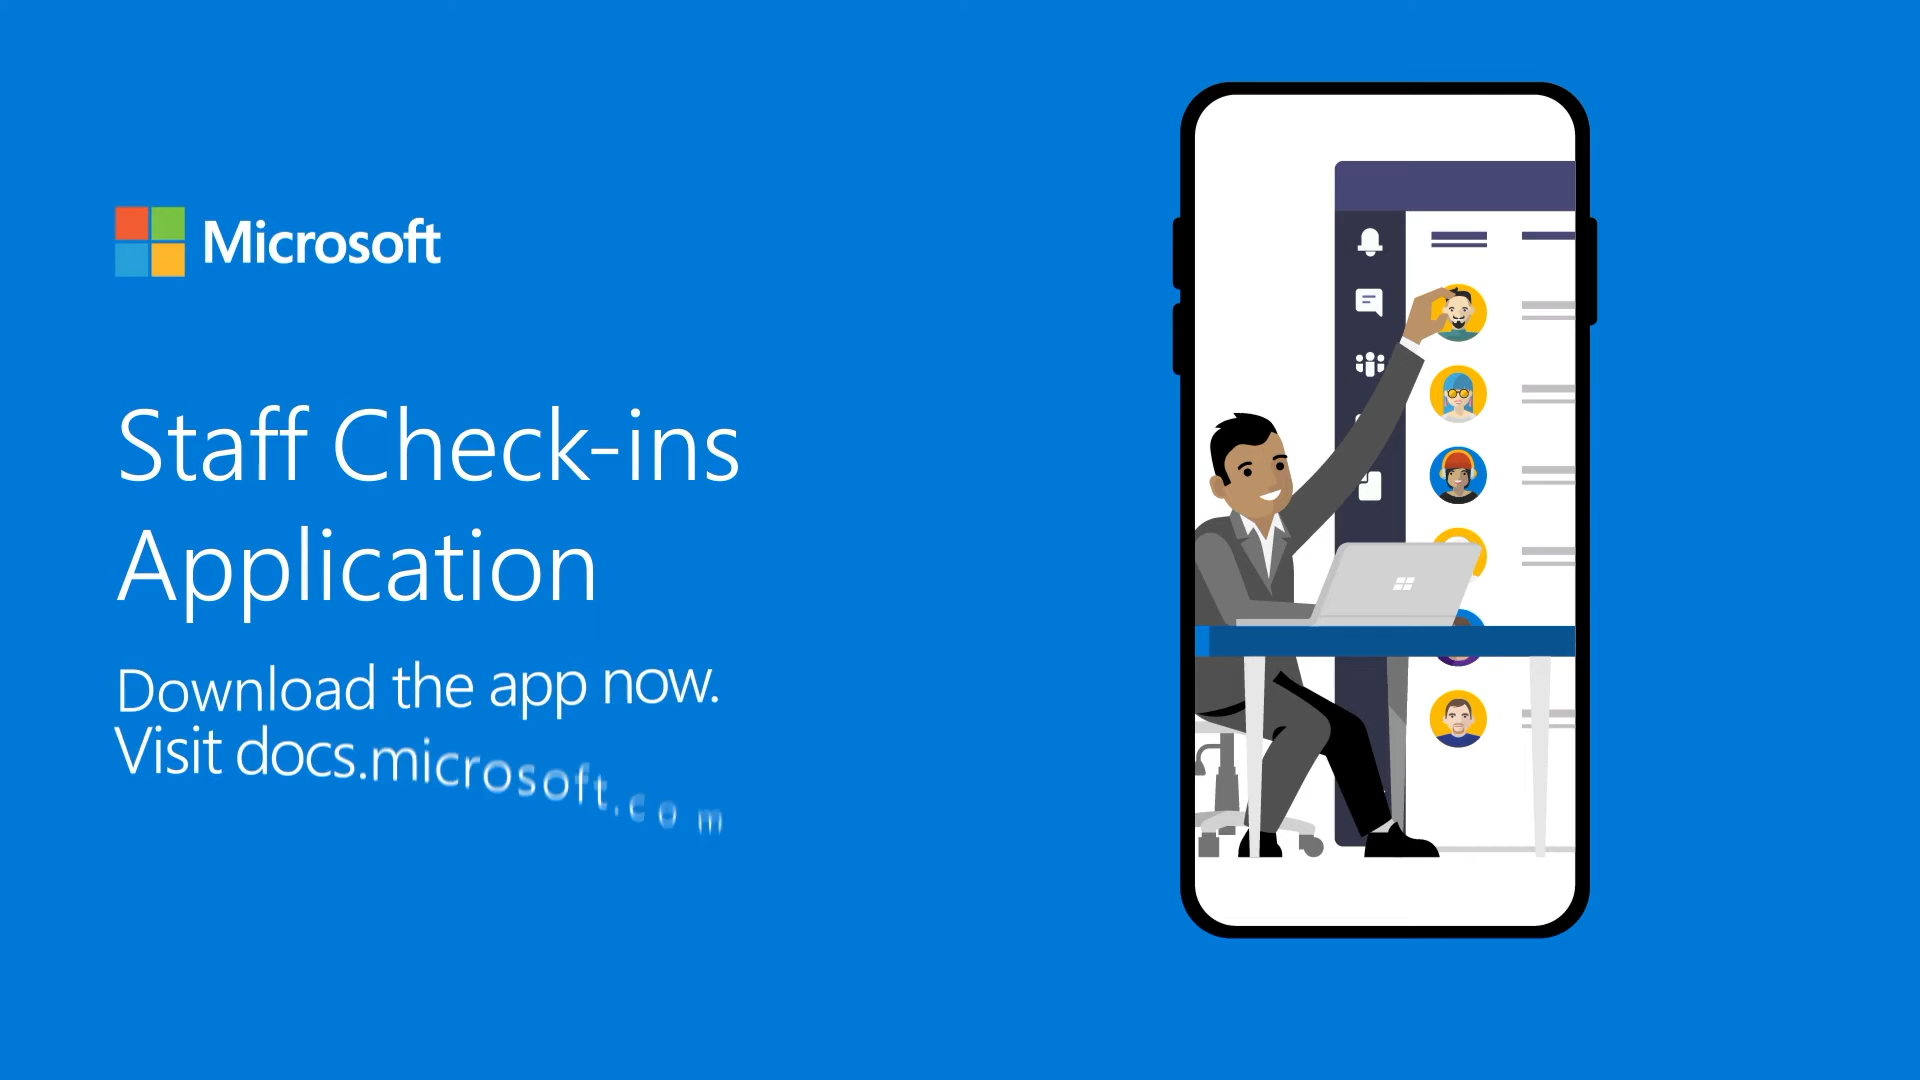 Microsoft
Staff Check-ins
Application
Download the app now.
Visit docs.microsoft.com